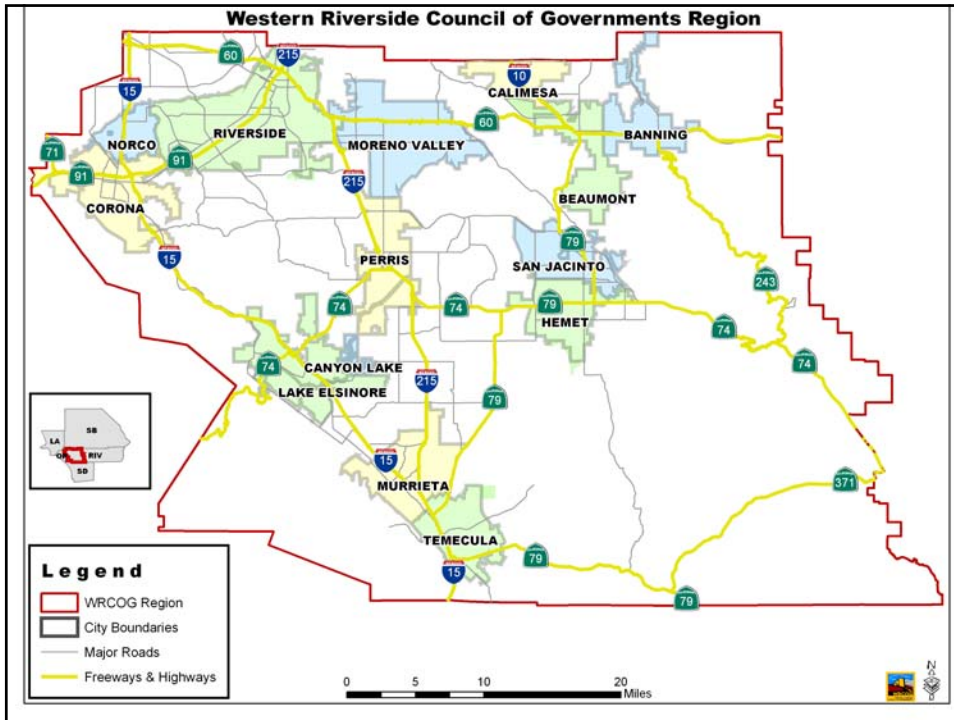 Western Riverside Council of Governments Region
60
215
15
10
CALIMESA
60
NORCO
RIVERSIDE
MORENO VALLEY
BANNING
71
91
91
215
CORONA
BEAUMONT
15
79
PERRIS
SAN JACINTO
243
74
74
79
HEMET
74
74
74
CANYON LAKE
215
LAKE ELSINORE
79
LA
SB
OR
RIV
SD
15
MURRIETA
371
TEMECULA
79
15
79
Legend
WRCOG Region
City Boundaries
Major Roads
Freeways & Highways
0 5 10 20
Miles
N